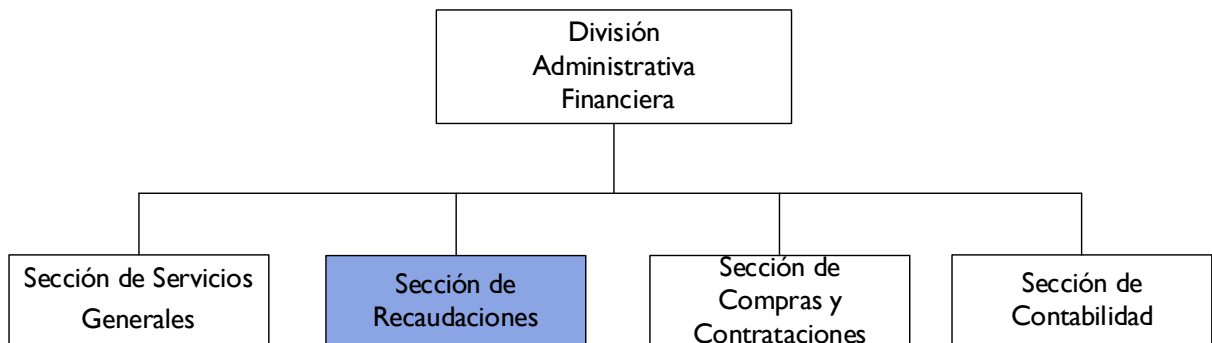 División
Administrativa
Financiera
Sección de Servicios
Generales
Sección de
Recaudaciones
Sección de
Compras y
Contrataciones
Sección de
Contabilidad